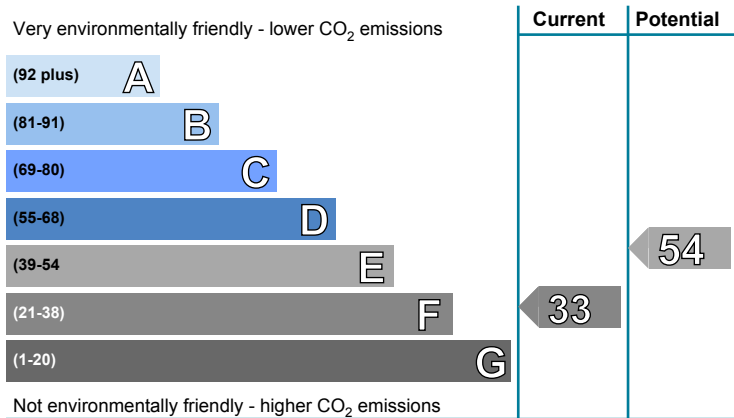 Current Potential
Very environmentally friendly - lower CO₂ emissions
(92 plus) A
(81-91) B
(69-80) C
(55-68) D
(39-54 E
54
(21-38) F
33
(1-20) G
Not environmentally friendly - higher CO₂ emissions